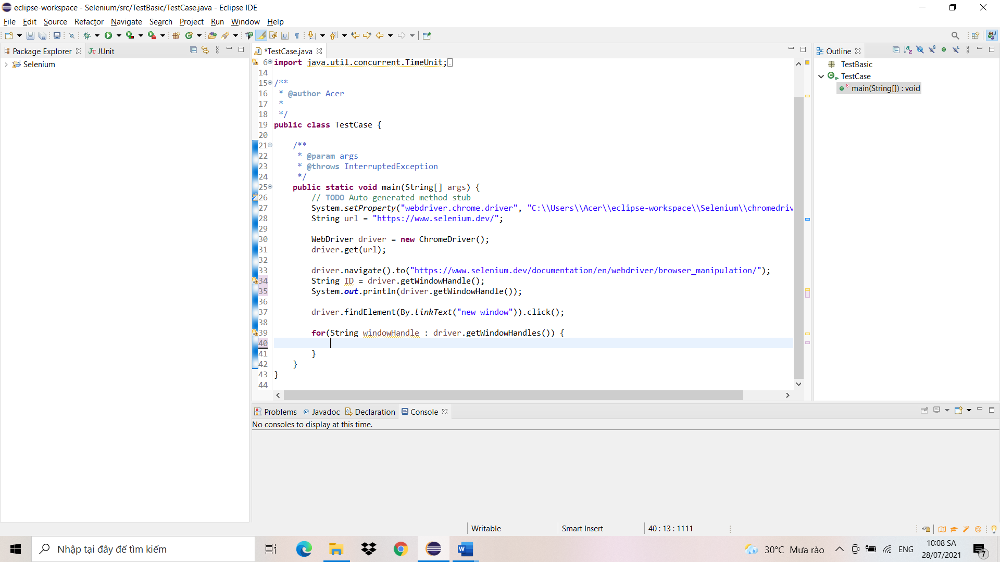 eclipse-workspace - Selenium/src/TestBasic/TestCase.java - Eclipse IDE
File Edit Source Refactor Navigate Search Project Run Window Help
Package Explorer JUnit
*TestCase.java
Outline
Selenium
6 import java.util.concurrent.TimeUnit;
14
15 /**
16 * @author Acer
17 *
18 */
19 public class TestCase {
20
21 /**
22 * @param args
23 * @throws InterruptedException
24 */
25 public static void main(String[] args) {
26 // TODO Auto-generated method stub
27 System.setProperty("webdriver.chrome.driver", "C:\\Users\\Acer\\eclipse-workspace\\Selenium\\chromedriv
28 String url = "https://www.selenium.dev/";
29
30 WebDriver driver = new ChromeDriver();
31 driver.get(url);
32
33 driver.navigate().to("https://www.selenium.dev/documentation/en/webdriver/browser_manipulation/");
34 String ID = driver.getWindowHandle();
35 System.out.println(driver.getWindowHandle());
36
37 driver.findElement(By.linkText("new window")).click();
38
39 for(String windowHandle : driver.getWindowHandles()) {
40
41 }
42 }
43 }
44
TestBasic
TestCase
main(String[]) : void
Problems @ Javadoc Declaration Console
No consoles to display at this time.
Writable Smart Insert 40 : 13 : 1111
Nhập tại đây để tìm kiếm
30°C Mưa rào ENG
10:08 SA
28/07/2021
7